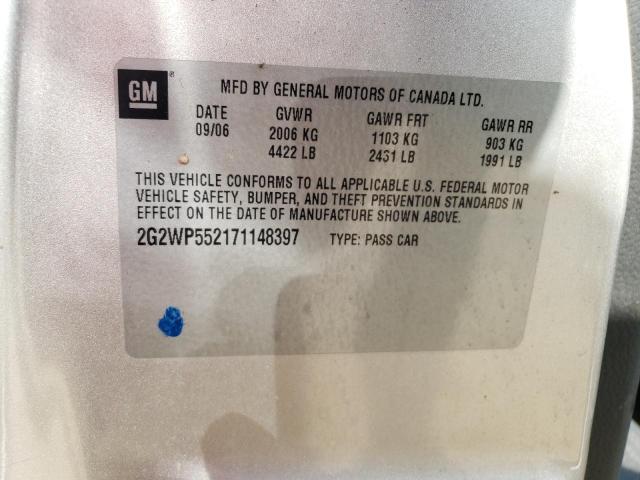 GM ®
MFD BY GENERAL MOTORS OF CANADA LTD.
DATE GVWR GAWR FRT GAWR RR
09/06 2006 KG 1103 KG 903 KG
4422 LB 2431 LB 1991 LB
THIS VEHICLE CONFORMS TO ALL APPLICABLE U.S. FEDERAL MOTOR
VEHICLE SAFETY, BUMPER, AND THEFT PREVENTION STANDARDS IN
EFFECT ON THE DATE OF MANUFACTURE SHOWN ABOVE.
2G2WP552171148397 TYPE: PASS CAR